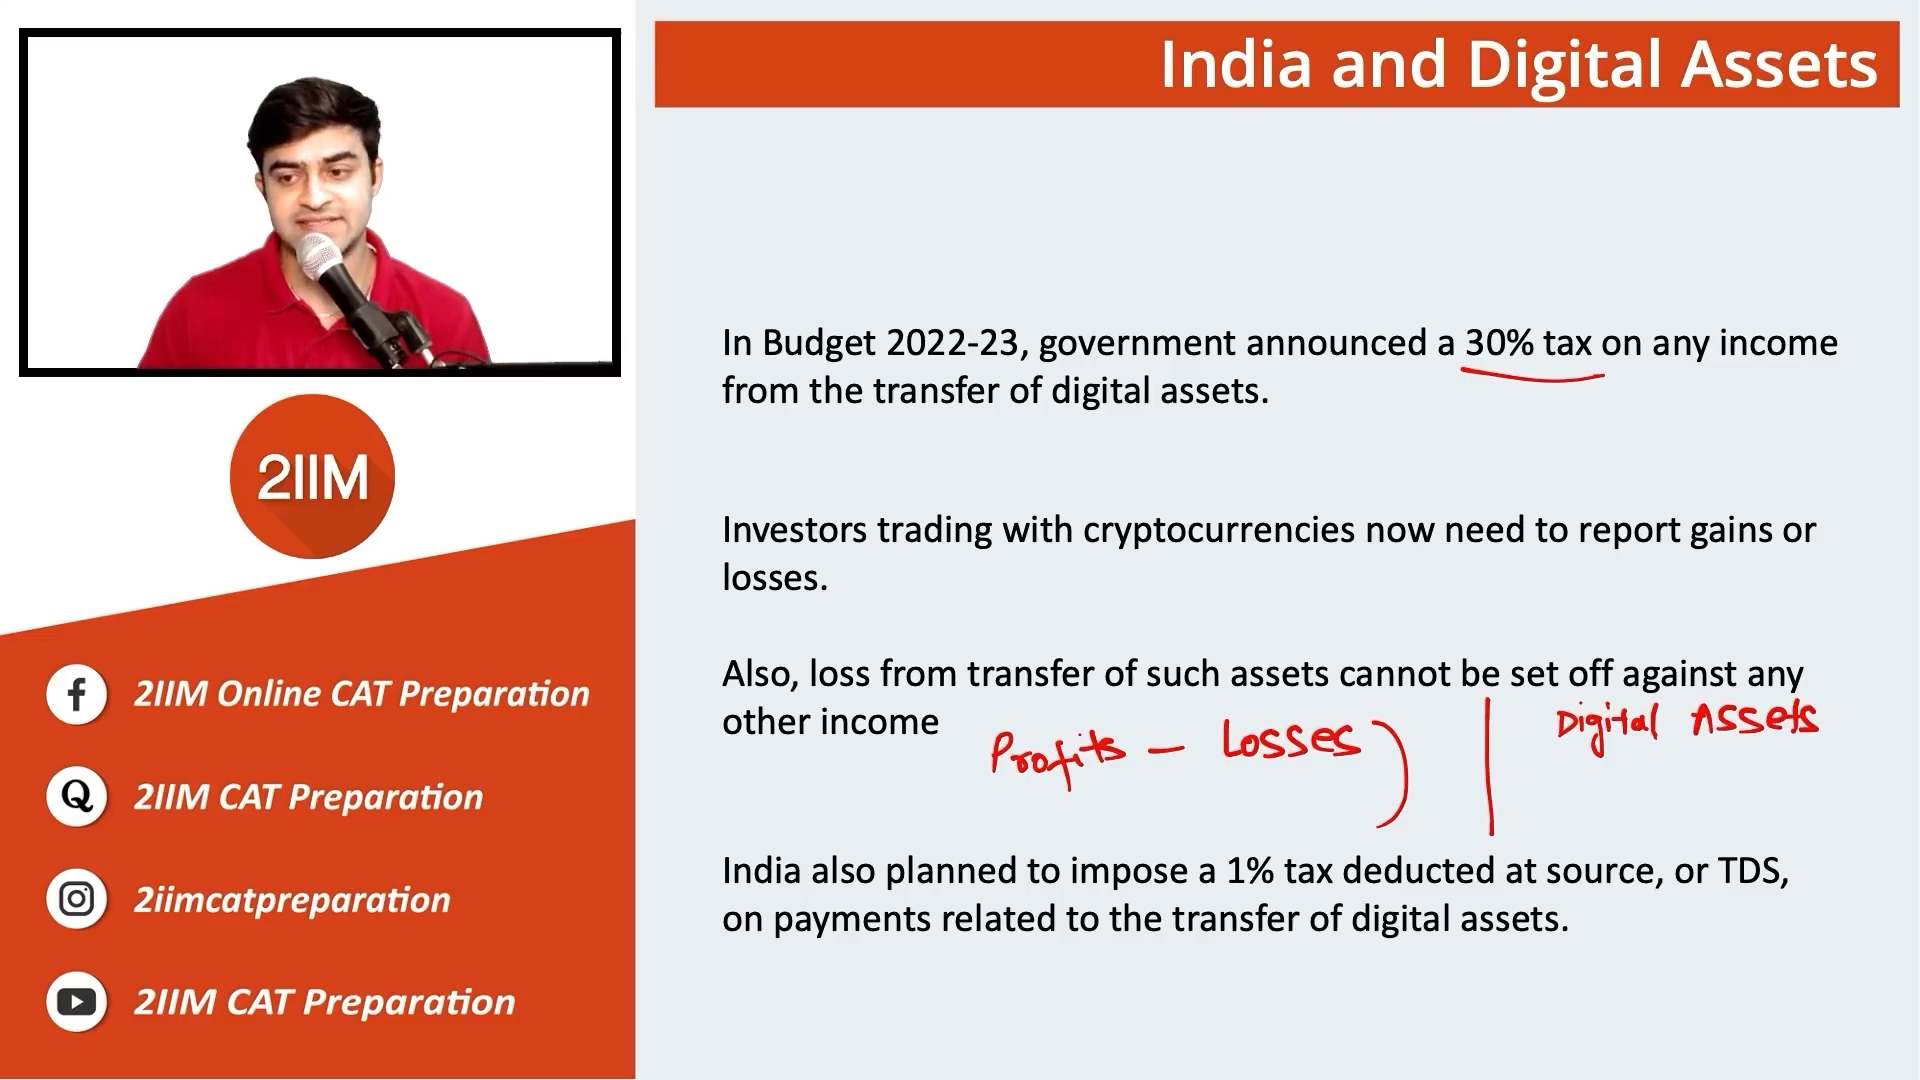 India and Digital Assets
In Budget 2022-23, government announced a 30% tax on any income
from the transfer of digital assets.
Investors trading with cryptocurrencies now need to report gains or
losses.
Also, loss from transfer of such assets cannot be set off against any
other income
Profits - Losses
Digital Assets
India also planned to impose a 1% tax deducted at source, or TDS,
on payments related to the transfer of digital assets.
2IIM
2IIM Online CAT Preparation
2IIM CAT Preparation
2iimcatpreparation
2IIM CAT Preparation